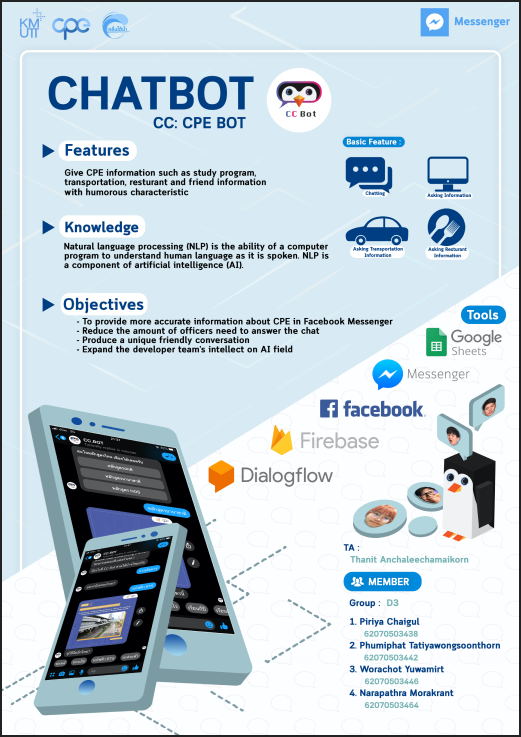 KM
UTT
cpe
Messenger
CHATBOT
CC: CPE BOT
CC Bot
Features
Give CPE information such as study program,
transportation, resturant and friend information
with humorous characteristic
Basic Feature :
Chatting
Asking Information
Asking Transportation
Information
Asking Resturant
Information
Knowledge
Natural language processing (NLP) is the ability of a computer
program to understand human language as it is spoken. NLP is
a component of artificial intelligence (AI).
Objectives
- To provide more accurate information about CPE in Facebook Messenger
- Reduce the amount of officers need to answer the chat
- Produce a unique friendly conversation
- Expand the developer team's intellect on AI field
Tools
Google
Sheets
Messenger
facebook
Firebase
Dialogflow
CC.BOT
TA :
Thanit Anchaleechamaikorn
MEMBER
Group : D3
1. Piriya Chaigul
62070503438
2. Phumiphat Tatiyawongsoonthorn
62070503442
3. Worachot Yuwamirt
62070503446
4. Narapathra Morakrant
62070503464